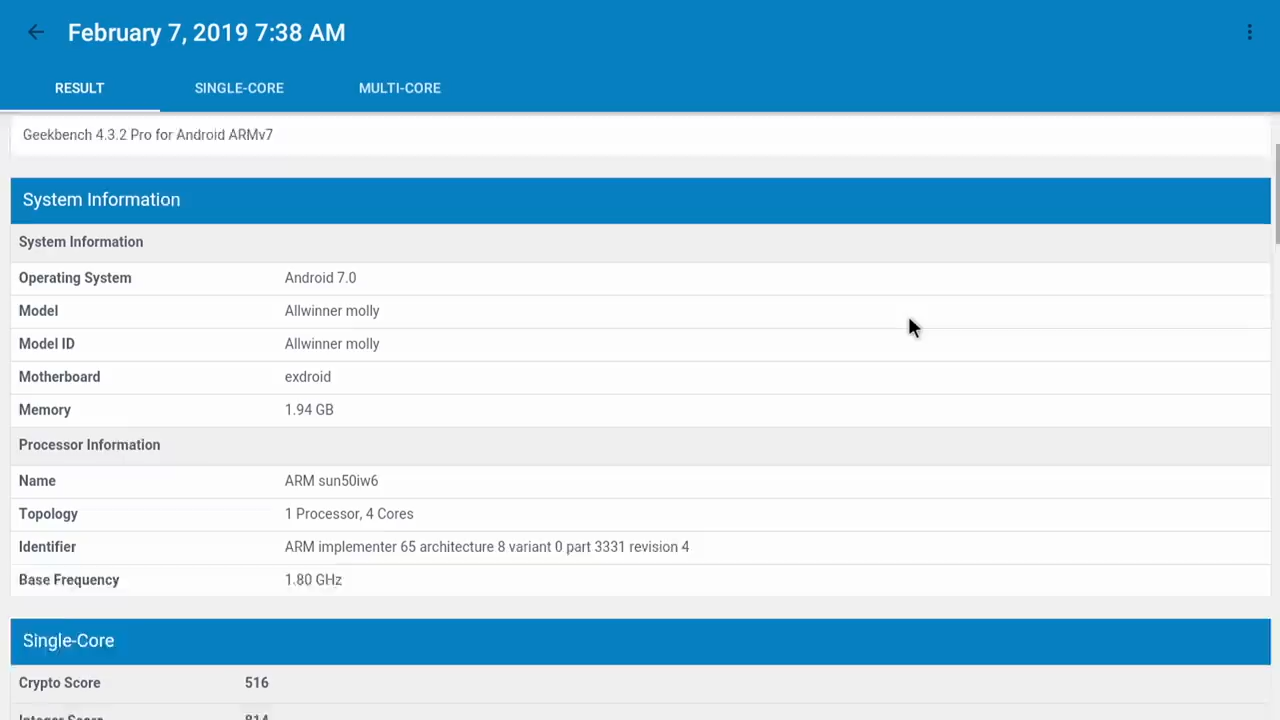 February 7, 2019 7:38 AM
RESULT SINGLE-CORE MULTI-CORE
Geekbench 4.3.2 Pro for Android ARMv7
System Information
System Information
Operating System Android 7.0
Model Allwinner molly
Model ID Allwinner molly
Motherboard exdroid
Memory 1.94 GB
Processor Information
Name ARM sun50iw6
Topology 1 Processor, 4 Cores
Identifier ARM implementer 65 architecture 8 variant 0 part 3331 revision 4
Base Frequency 1.80 GHz
Single-Core
Crypto Score 516
Integer Score 814